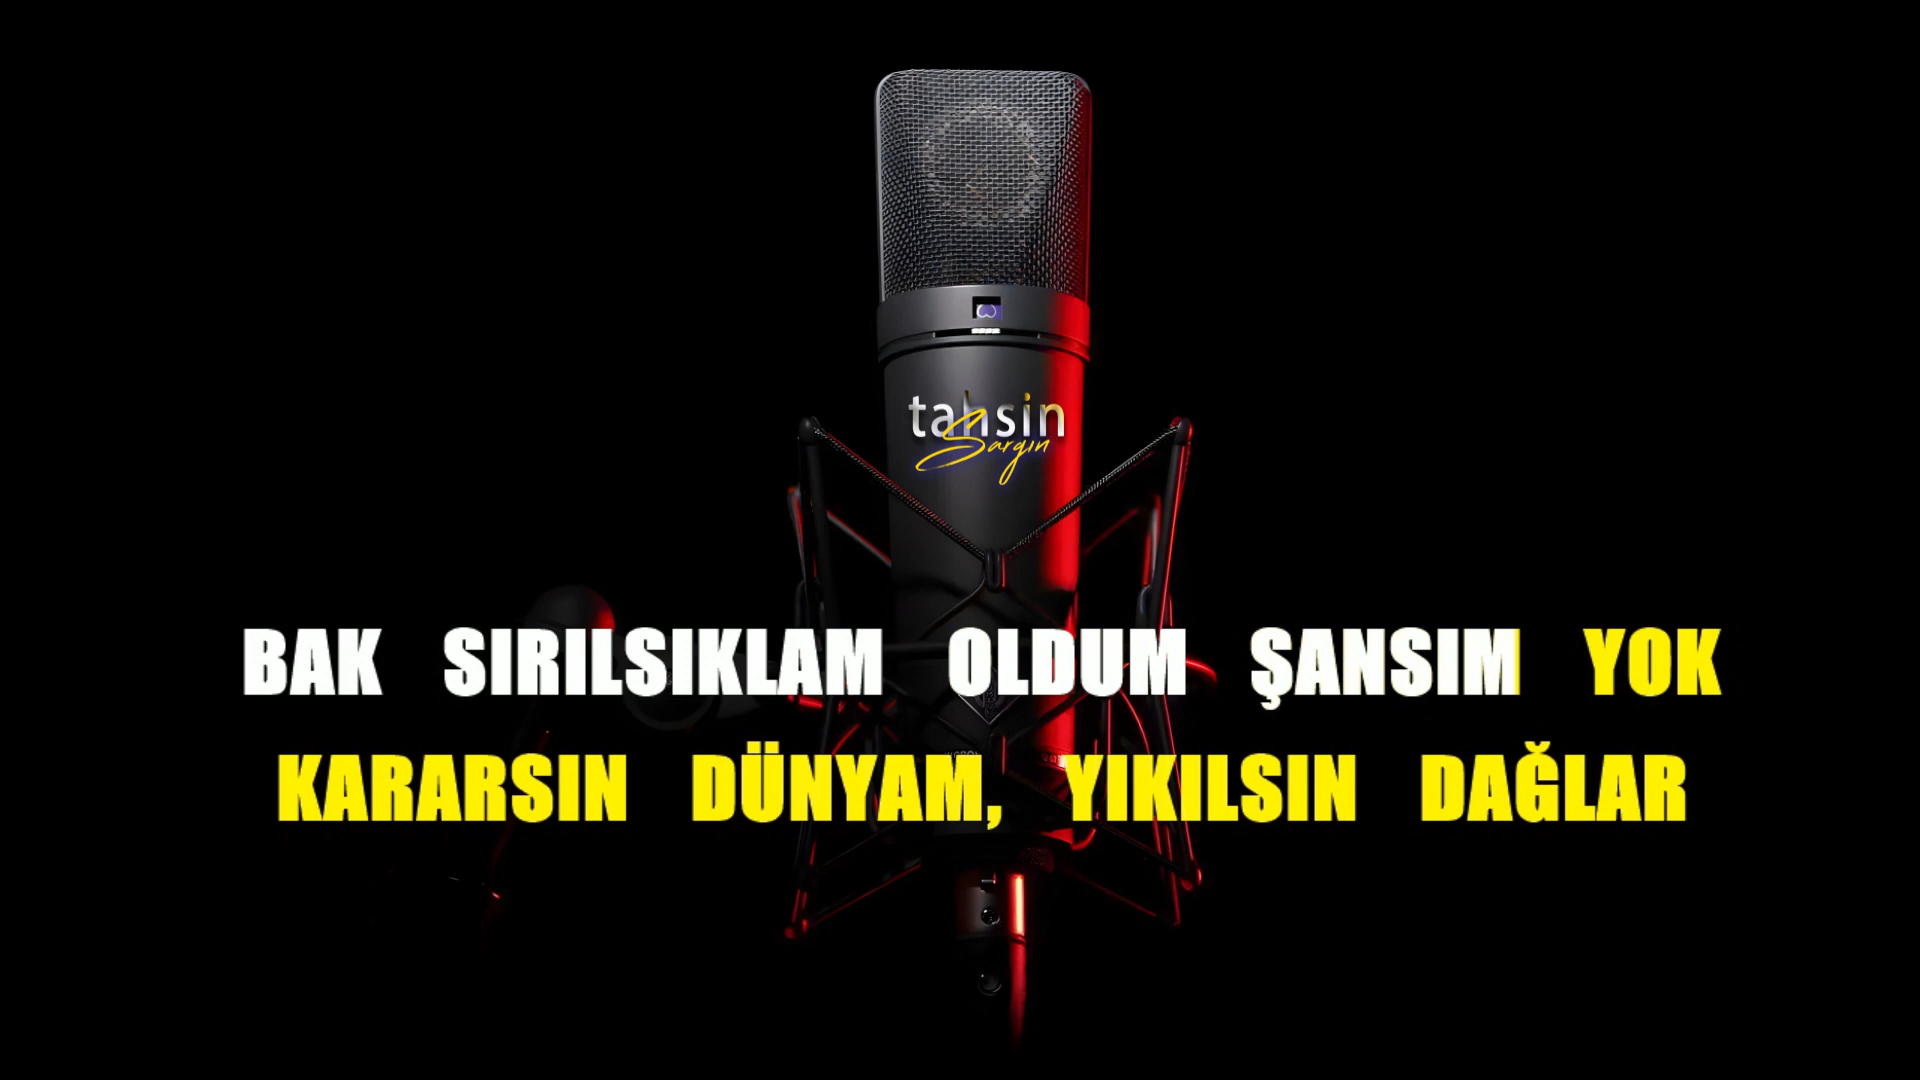 tahsin
Sargın
BAK SIRILSIKLAM OLDUM ŞANSIM YOK
KARARSIN DÜNYAM, YIKILSIN DAĞLAR